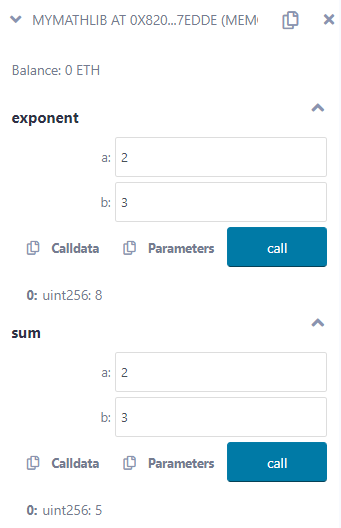 MYMATHLIB AT 0X820...7EDDE (MEM
Balance: 0 ETH
exponent
a: 2
b: 3
Calldata Parameters call
0: uint256: 8
sum
a: 2
b: 3
Calldata Parameters call
0: uint256: 5